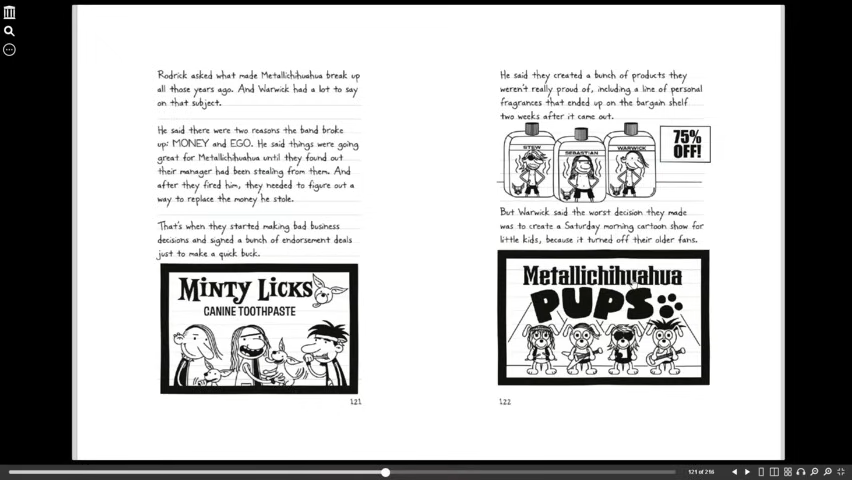 Rodrick asked what made Metallichihuahua break up
all those years ago. And Warwick had a lot to say
on that subject.
He said there were two reasons the band broke
up: MONEY and EGO. He said things were going
great for Metallichihuahua until they found out
their manager had been stealing from them. And
after they fired him, they needed to figure out a
way to replace the money he stole.
That's when they started making bad business
decisions and signed a bunch of endorsement deals
just to make a quick buck.
MINTY LICKS
CANINE TOOTHPASTE
121
He said they created a bunch of products they
weren't really proud of, including a line of personal
fragrances that ended up on the bargain shelf
two weeks after it came out.
STEW
SEBASTIAN
WARWICK
75%
OFF!
But Warwick said the worst decision they made
was to create a Saturday morning cartoon show for
little kids, because it turned off their older fans.
Metallichihuahua
PUPS
122
121 of 216